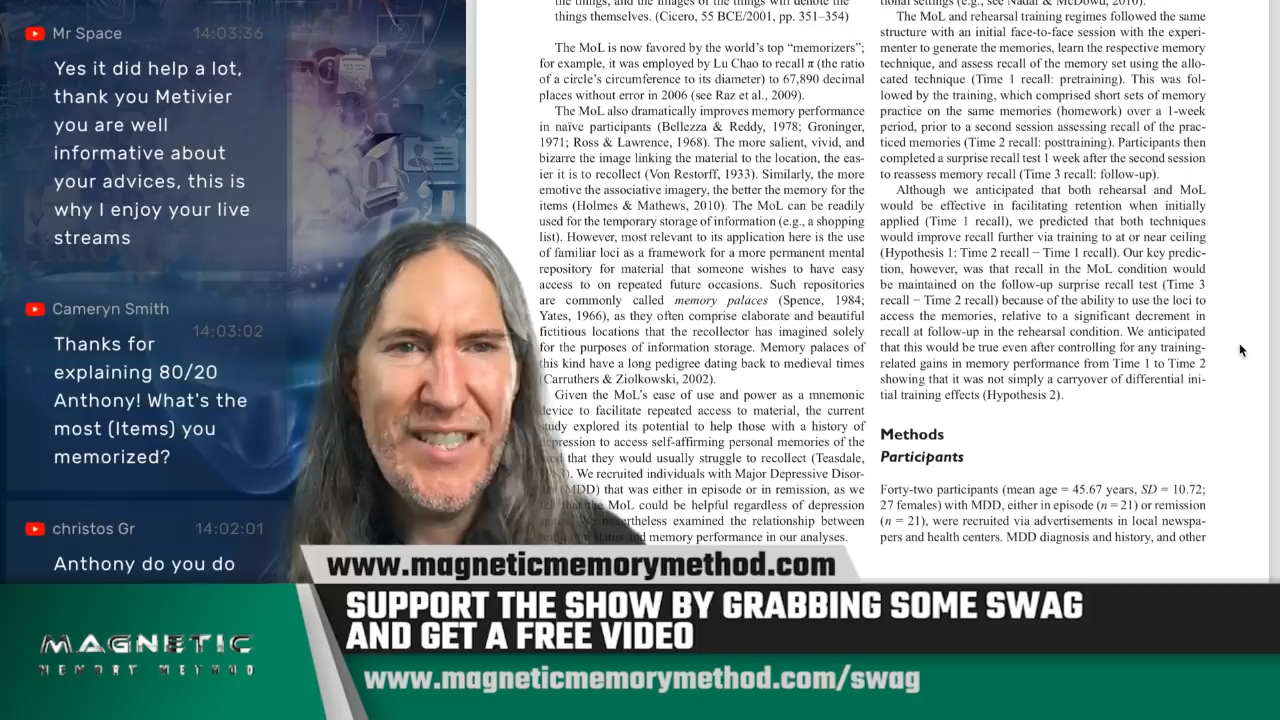 Mr Space
14:03:36
Yes it did help a lot,
thank you Metivier
you are well
informative about
your advices, this is
why I enjoy your live
streams
Cameryn Smith
14:03:02
Thanks for
explaining 80/20
Anthony! What's the
most (Items) you
memorized?
christos Gr
14:02:01
Anthony do you do
the things, and the images of the things will denote the
things themselves. (Cicero, 55 BCE/2001, pp. 351–354)
The MoL is now favored by the world's top “memorizers”;
for example, it was employed by Lu Chao to recall π (the ratio
of a circle's circumference to its diameter) to 67,890 decimal
places without error in 2006 (see Raz et al., 2009).
The MoL also dramatically improves memory performance
in naïve participants (Bellezza & Reddy, 1978; Groninger,
1971; Ross & Lawrence, 1968). The more salient, vivid, and
bizarre the image linking the material to the location, the eas-
ier it is to recollect (Von Restorff, 1933). Similarly, the more
emotive the associative imagery, the better the memory for the
items (Holmes & Mathews, 2010). The MoL can be readily
used for the temporary storage of information (e.g., a shopping
list). However, most relevant to its application here is the use
of familiar loci as a framework for a more permanent mental
repository for material that someone wishes to have easy
access to on repeated future occasions. Such repositories
are commonly called memory palaces (Spence, 1984;
Yates, 1966), as they often comprise elaborate and beautiful
fictitious locations that the recollector has imagined solely
for the purposes of information storage. Memory palaces of
this kind have a long pedigree dating back to medieval times
(Carruthers & Ziolkowski, 2002).
Given the MoL's ease of use and power as a mnemonic
device to facilitate repeated access to material, the current
study explored its potential to help those with a history of
depression to access self-affirming personal memories of the
that they would usually struggle to recollect (Teasdale,
We recruited individuals with Major Depressive Disor-
(MDD) that was either in episode or in remission, as we
the MoL could be helpful regardless of depression
nevertheless examined the relationship between
and memory performance in our analyses.
tional settings (e.g., see Nadar & McDowd, 2010).
The MoL and rehearsal training regimes followed the same
structure with an initial face-to-face session with the experi-
menter to generate the memories, learn the respective memory
technique, and assess recall of the memory set using the allo-
cated technique (Time 1 recall: pretraining). This was fol-
lowed by the training, which comprised short sets of memory
practice on the same memories (homework) over a 1-week
period, prior to a second session assessing recall of the prac-
ticed memories (Time 2 recall: posttraining). Participants then
completed a surprise recall test 1 week after the second session
to reassess memory recall (Time 3 recall: follow-up).
Although we anticipated that both rehearsal and MoL
would be effective in facilitating retention when initially
applied (Time 1 recall), we predicted that both techniques
would improve recall further via training to at or near ceiling
(Hypothesis 1: Time 2 recall − Time 1 recall). Our key predic-
tion, however, was that recall in the MoL condition would
be maintained on the follow-up surprise recall test (Time 3
recall − Time 2 recall) because of the ability to use the loci to
access the memories, relative to a significant decrement in
recall at follow-up in the rehearsal condition. We anticipated
that this would be true even after controlling for any training-
related gains in memory performance from Time 1 to Time 2
showing that it was not simply a carryover of differential ini-
tial training effects (Hypothesis 2).
Methods
Participants
Forty-two participants (mean age = 45.67 years, SD = 10.72;
27 females) with MDD, either in episode (n = 21) or remission
(n = 21), were recruited via advertisements in local newspa-
pers and health centers. MDD diagnosis and history, and other
www.magneticmemorymethod.com
SUPPORT THE SHOW BY GRABBING SOME SWAG
AND GET A FREE VIDEO
www.magneticmemorymethod.com/swag
MAGNETIC
MEMORY METHOD